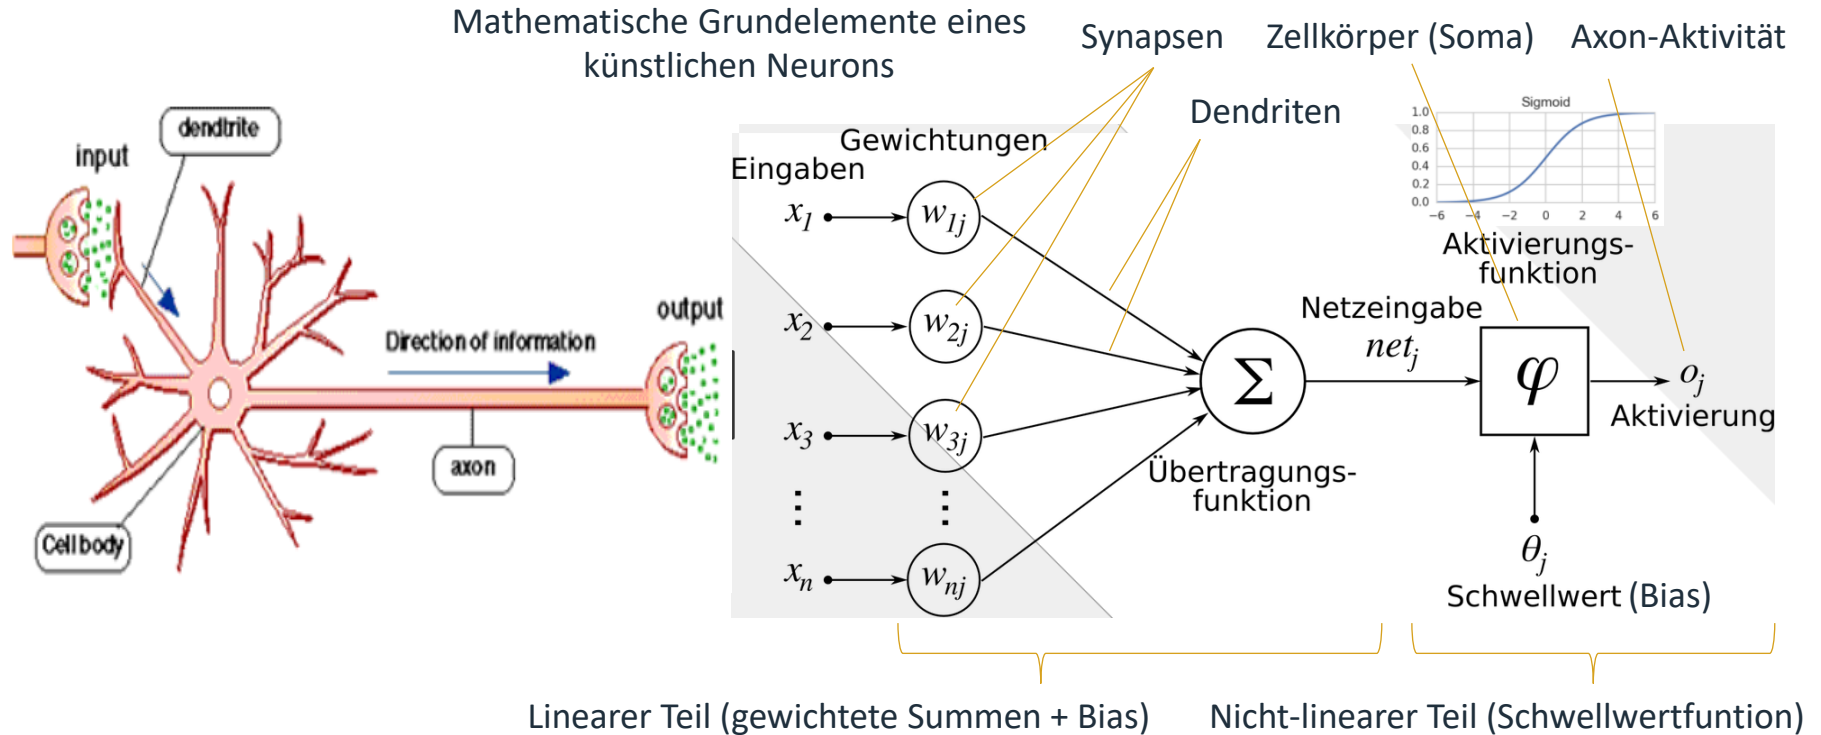 Mathematische Grundelemente eines
künstlichen Neurons
Synapsen
Zellkörper (Soma)
Axon-Aktivität
Dendriten
dendtrite
input
output
Direction of information
axon
Cell body
Gewichtungen
Eingaben
x1
w1j
x2
w2j
x3
w3j
⋮
⋮
xn
wnj
Σ
Übertragungs-
funktion
Netzeingabe
netj
Sigmoid
1.0
0.8
0.6
0.4
0.2
0.0
−6 −4 −2 0 2 4 6
Aktivierungs-
funktion
φ
oj
Aktivierung
θj
Schwellwert (Bias)
Linearer Teil (gewichtete Summen + Bias)
Nicht-linearer Teil (Schwellwertfuntion)